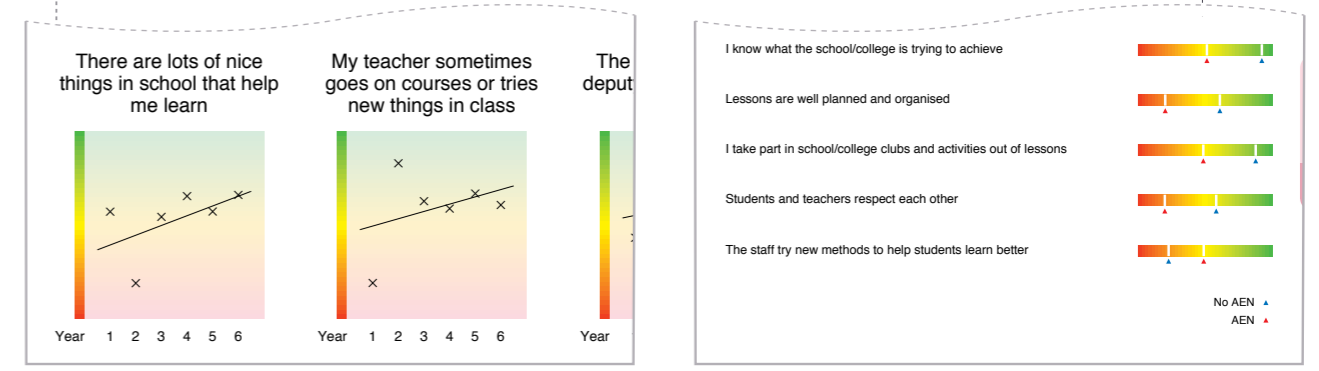 There are lots of nice
things in school that help
me learn
Year 1 2 3 4 5 6
My teacher sometimes
goes on courses or tries
new things in class
Year 1 2 3 4 5 6
The
deput
Year
I know what the school/college is trying to achieve
Lessons are well planned and organised
I take part in school/college clubs and activities out of lessons
Students and teachers respect each other
The staff try new methods to help students learn better
No AEN
AEN